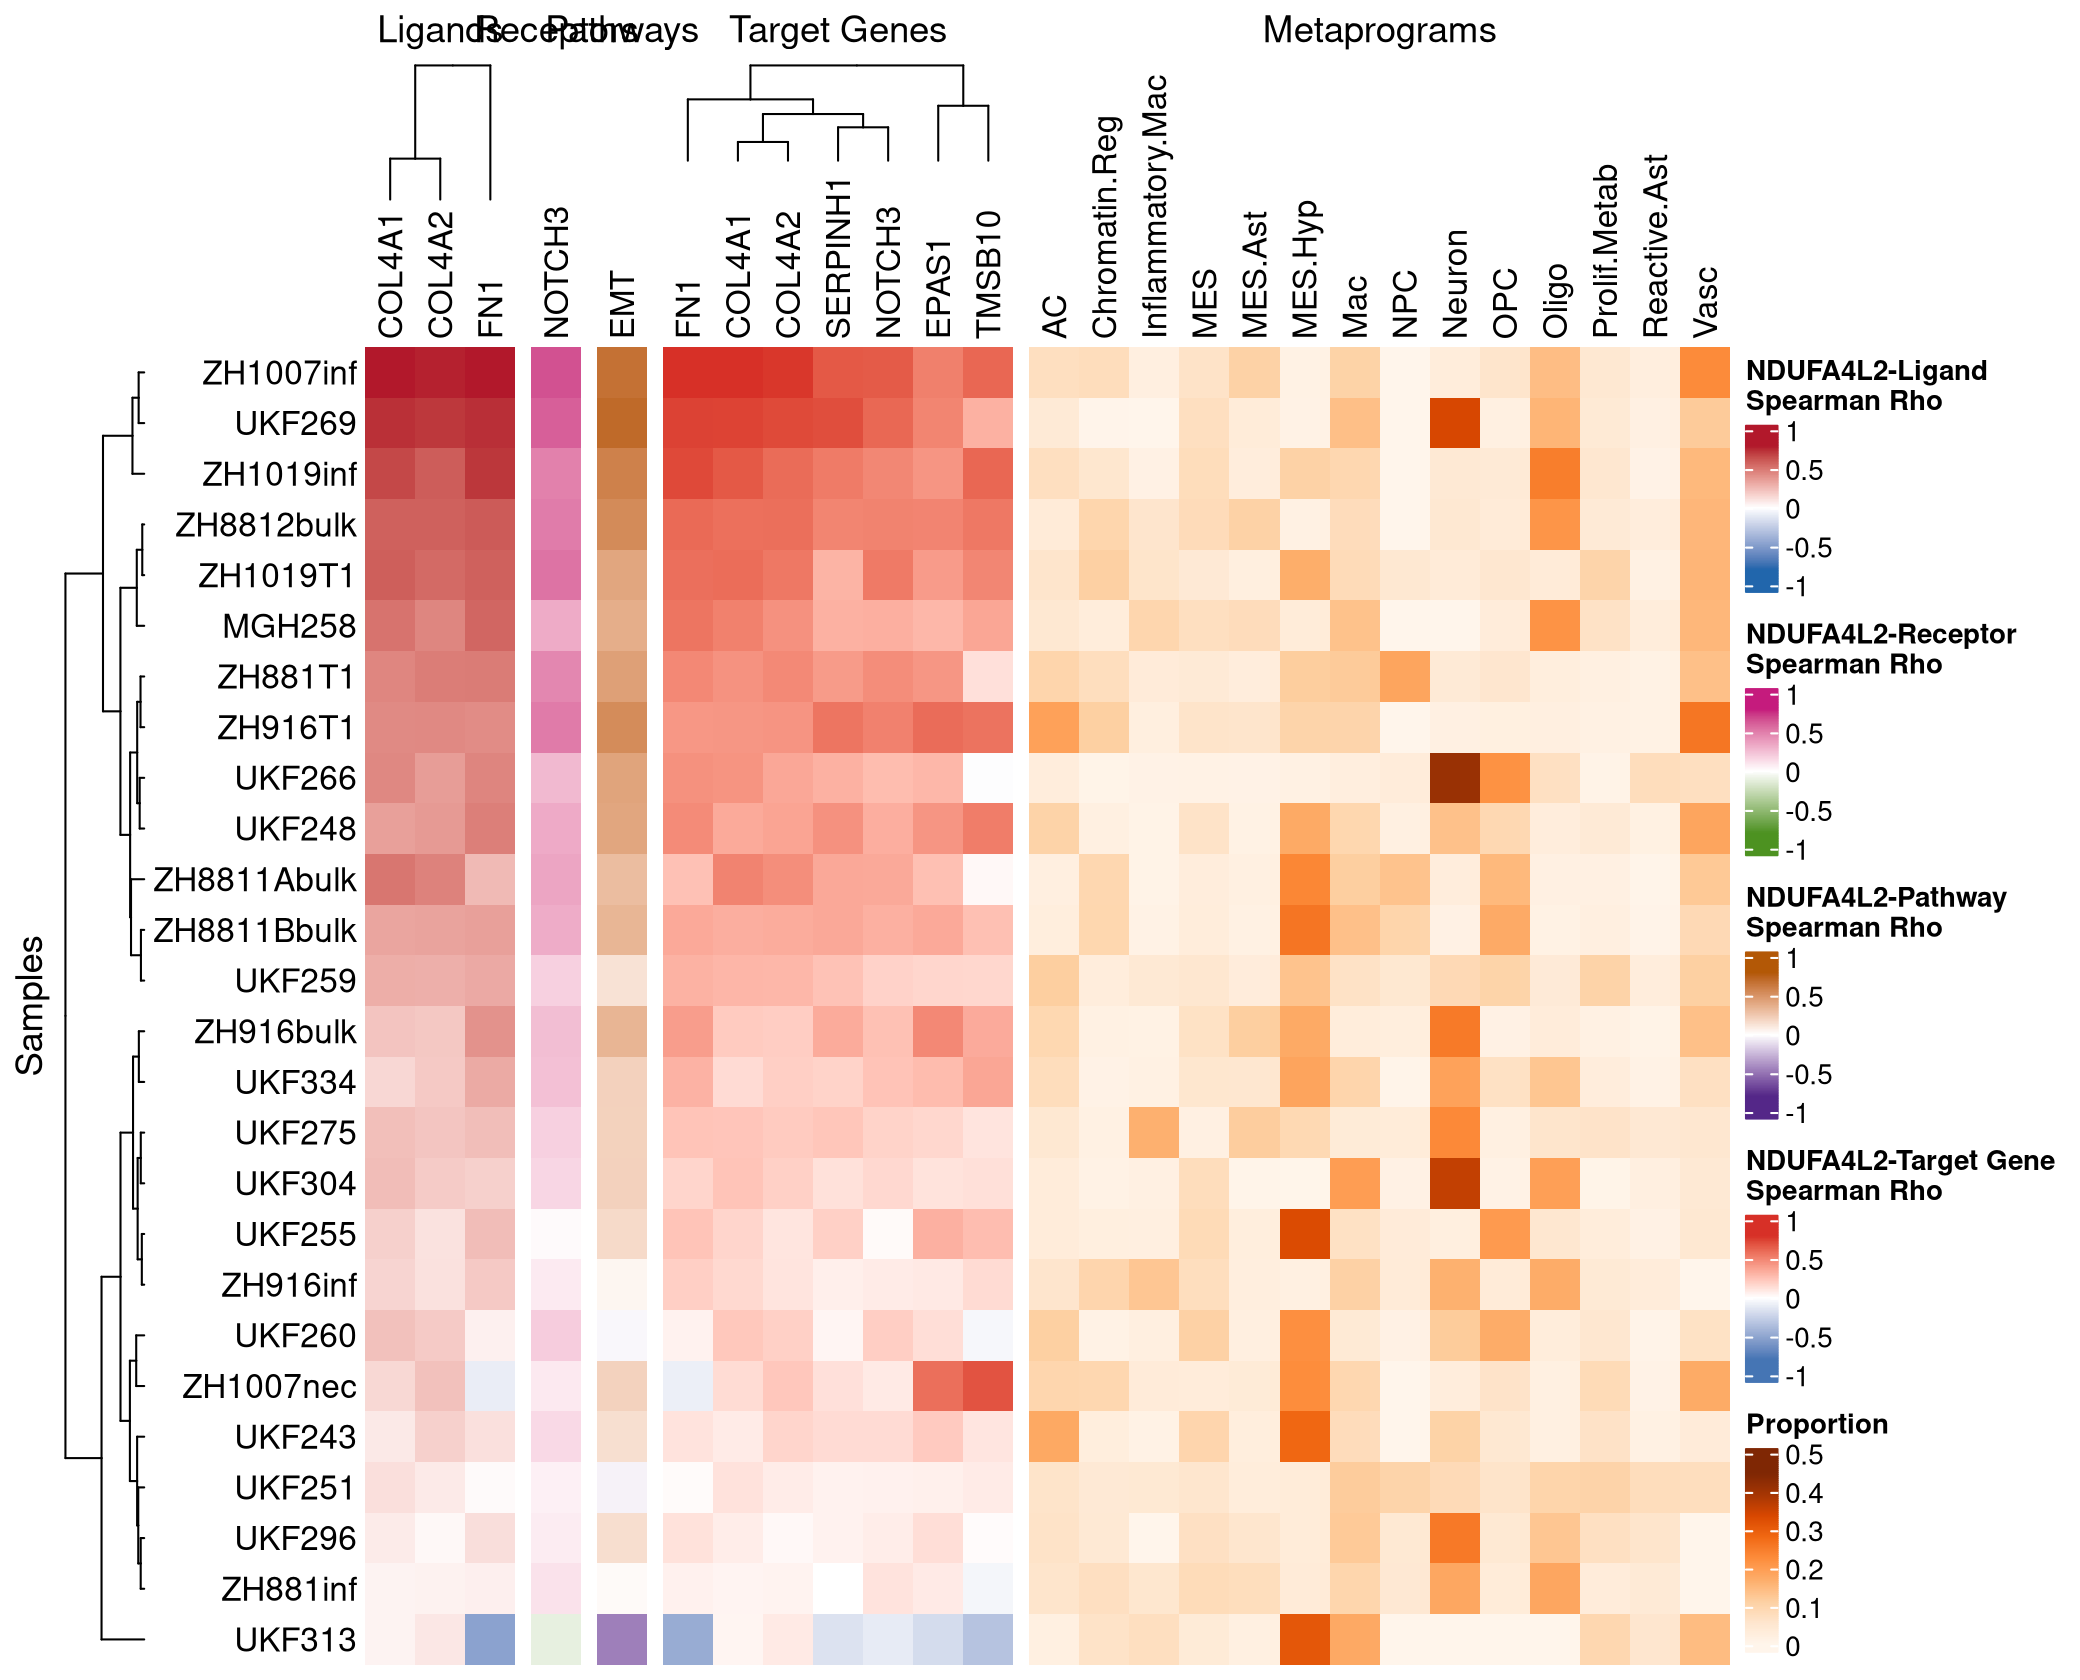 Ligands Receptors Pathways Target Genes Metaprograms
COL4A1 COL4A2 FN1 NOTCH3 EMT FN1 COL4A1 COL4A2 SERPINH1 NOTCH3 EPAS1 TMSB10 AC Chromatin.Reg Inflammatory.Mac MES MES.Ast MES.Hyp Mac NPC Neuron OPC Oligo Prolif.Metab Reactive.Ast Vasc
Samples
ZH1007inf
UKF269
ZH1019inf
ZH8812bulk
ZH1019T1
MGH258
ZH881T1
ZH916T1
UKF266
UKF248
ZH8811Abulk
ZH8811Bbulk
UKF259
ZH916bulk
UKF334
UKF275
UKF304
UKF255
ZH916inf
UKF260
ZH1007nec
UKF243
UKF251
UKF296
ZH881inf
UKF313
NDUFA4L2-Ligand
Spearman Rho
1
0.5
0
-0.5
-1
NDUFA4L2-Receptor
Spearman Rho
1
0.5
0
-0.5
-1
NDUFA4L2-Pathway
Spearman Rho
1
0.5
0
-0.5
-1
NDUFA4L2-Target Gene
Spearman Rho
1
0.5
0
-0.5
-1
Proportion
0.5
0.4
0.3
0.2
0.1
0